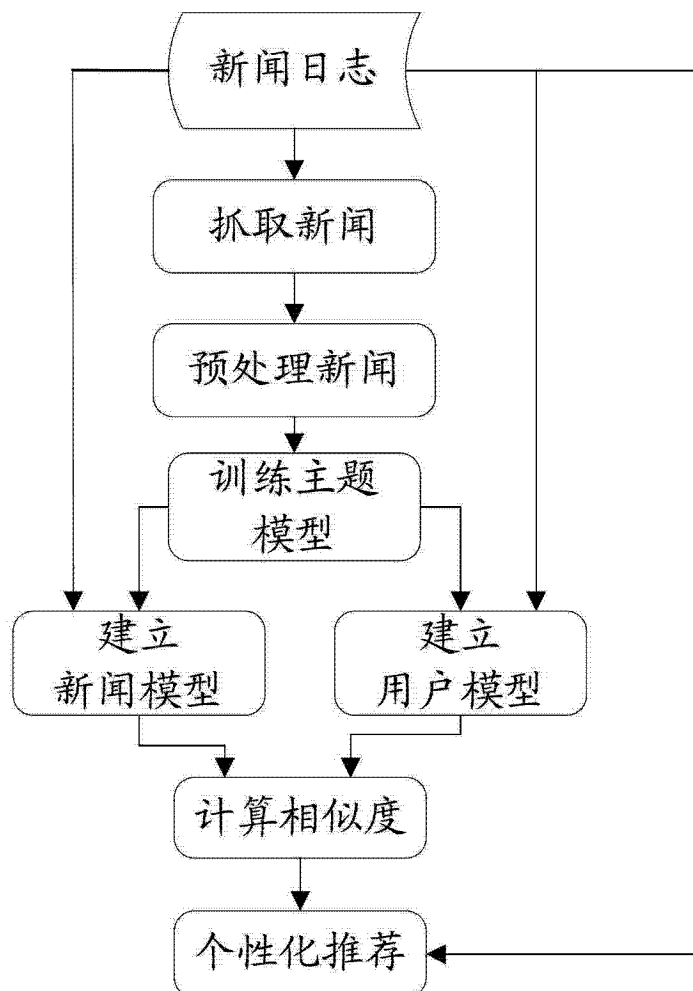 新闻日志
抓取新闻
预处理新闻
训练主题
模型
建立
新闻模型
建立
用户模型
计算相似度
个性化推荐